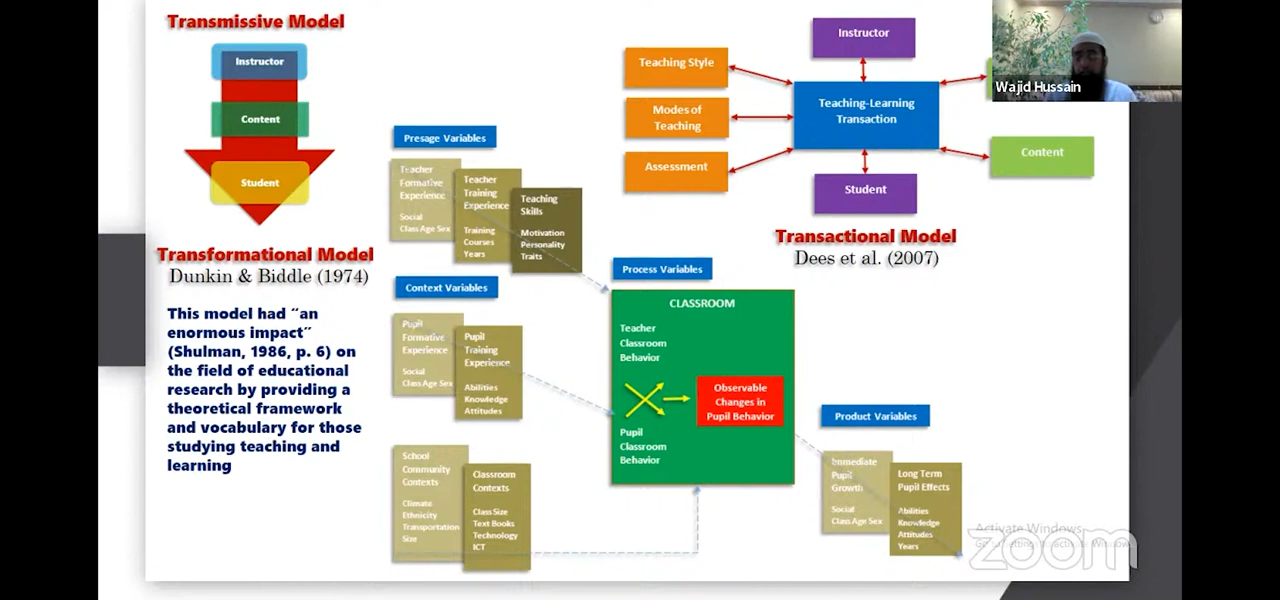 Transmissive Model
Instructor
Content
Student
Transformational Model
Dunkin & Biddle (1974)
This model had “an
enormous impact”
(Shulman, 1986, p. 6) on
the field of educational
research by providing a
theoretical framework
and vocabulary for those
studying teaching and
learning
Presage Variables
Teacher
Formative
Experience
Social
Class Age Sex
Teacher
Training
Experience
Training
Courses
Years
Teaching
Skills
Motivation
Personality
Traits
Context Variables
Pupil
Formative
Experience
Social
Class Age Sex
Pupil
Training
Experience
Abilities
Knowledge
Attitudes
School
Community
Contexts
Climate
Ethnicity
Transportation
Size
Classroom
Contexts
Class Size
Text Books
Technology
ICT
Process Variables
CLASSROOM
Teacher
Classroom
Behavior
Observable
Changes in
Pupil Behavior
Pupil
Classroom
Behavior
Product Variables
Immediate
Pupil
Growth
Social
Class Age Sex
Long Term
Pupil Effects
Abilities
Knowledge
Attitudes
Years
Teaching Style
Modes of
Teaching
Assessment
Instructor
Teaching-Learning
Transaction
Student
Content
Transactional Model
Dees et al. (2007)
Wajid Hussain
Activate Windows
zoom